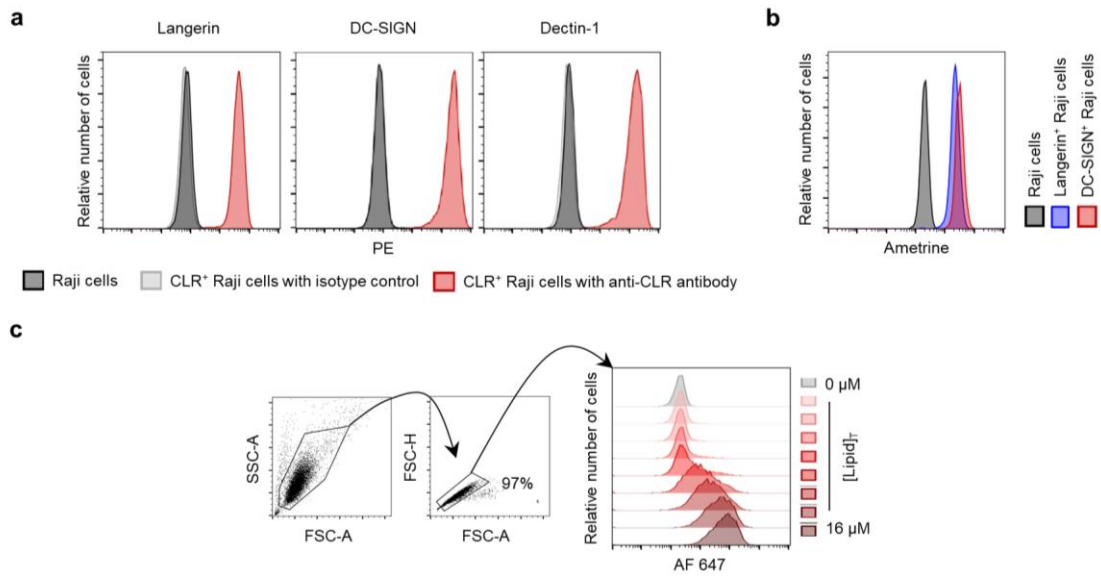 a
Langerin
DC-SIGN
Dectin-1
Relative number of cells
PE
Raji cells
CLR⁺ Raji cells with isotype control
CLR⁺ Raji cells with anti-CLR antibody
b
Relative number of cells
Ametrine
Raji cells
Langerin⁺ Raji cells
DC-SIGN⁺ Raji cells
c
SSC-A
FSC-A
FSC-H
97%
FSC-A
Relative number of cells
AF 647
0 µM
[Lipid]T
16 µM